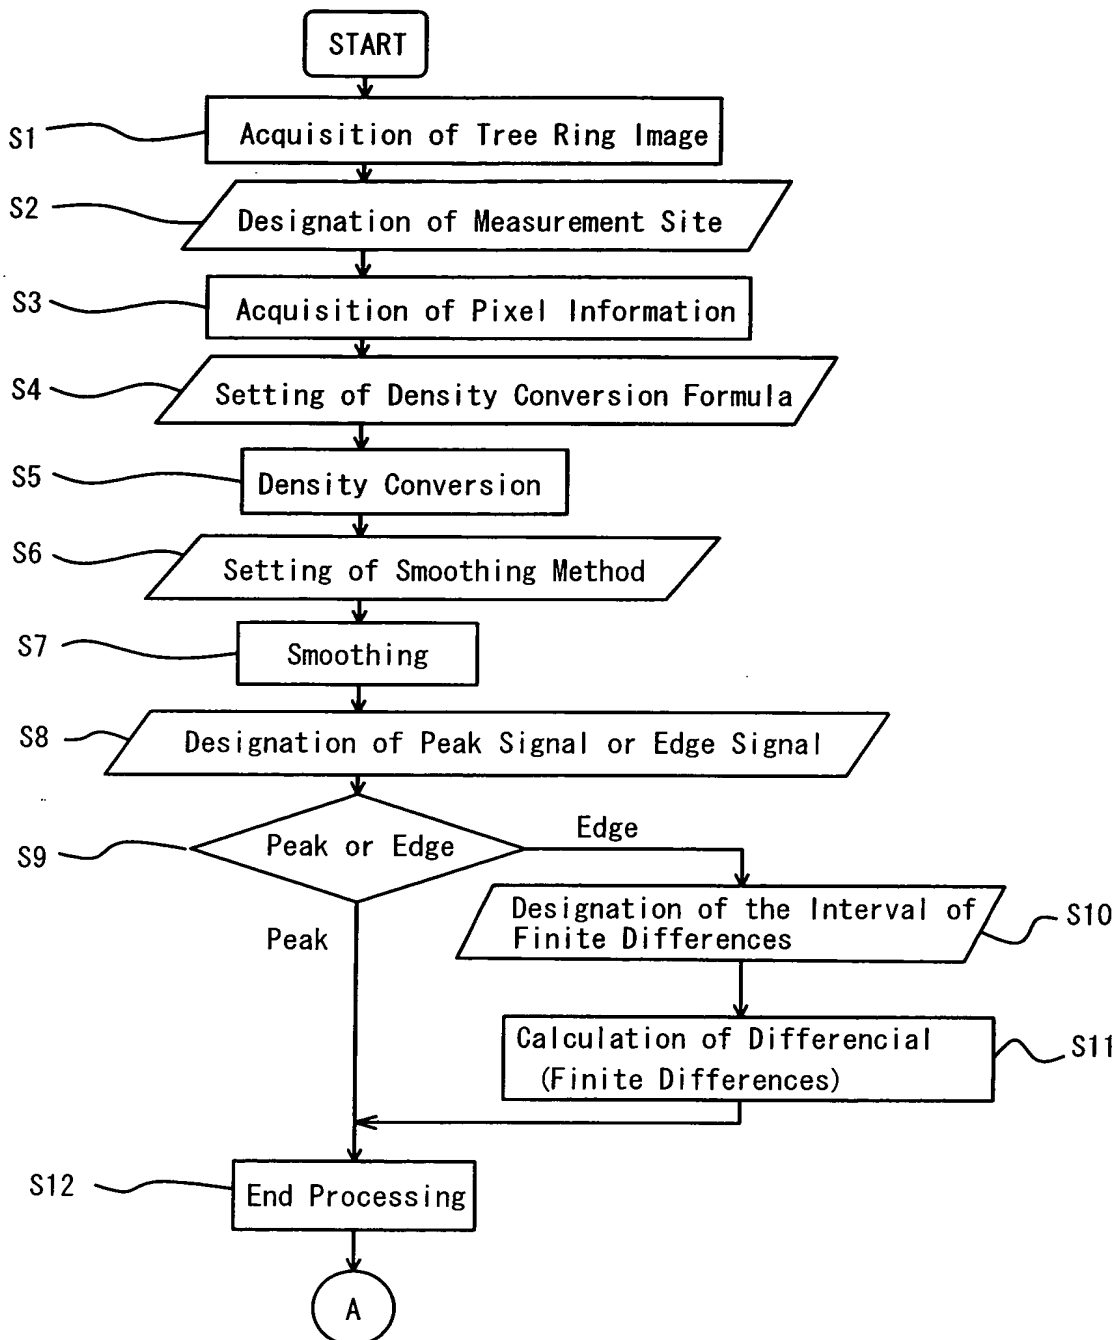 START
S1
Acquisition of Tree Ring Image
S2
Designation of Measurement Site
S3
Acquisition of Pixel Information
S4
Setting of Density Conversion Formula
S5
Density Conversion
S6
Setting of Smoothing Method
S7
Smoothing
S8
Designation of Peak Signal or Edge Signal
S9
Peak or Edge
Edge
Peak
Designation of the Interval of
Finite Differences
S10
Calculation of Differencial
(Finite Differences)
S11
S12
End Processing
A